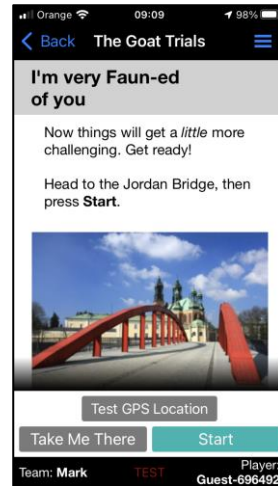 Orange 09:09 98%
Back The Goat Trials
I'm very Faun-ed
of you
Now things will get a little more
challenging. Get ready!
Head to the Jordan Bridge, then
press Start.
Test GPS Location
Take Me There Start
Team: Mark TEST Player:
Guest-696492